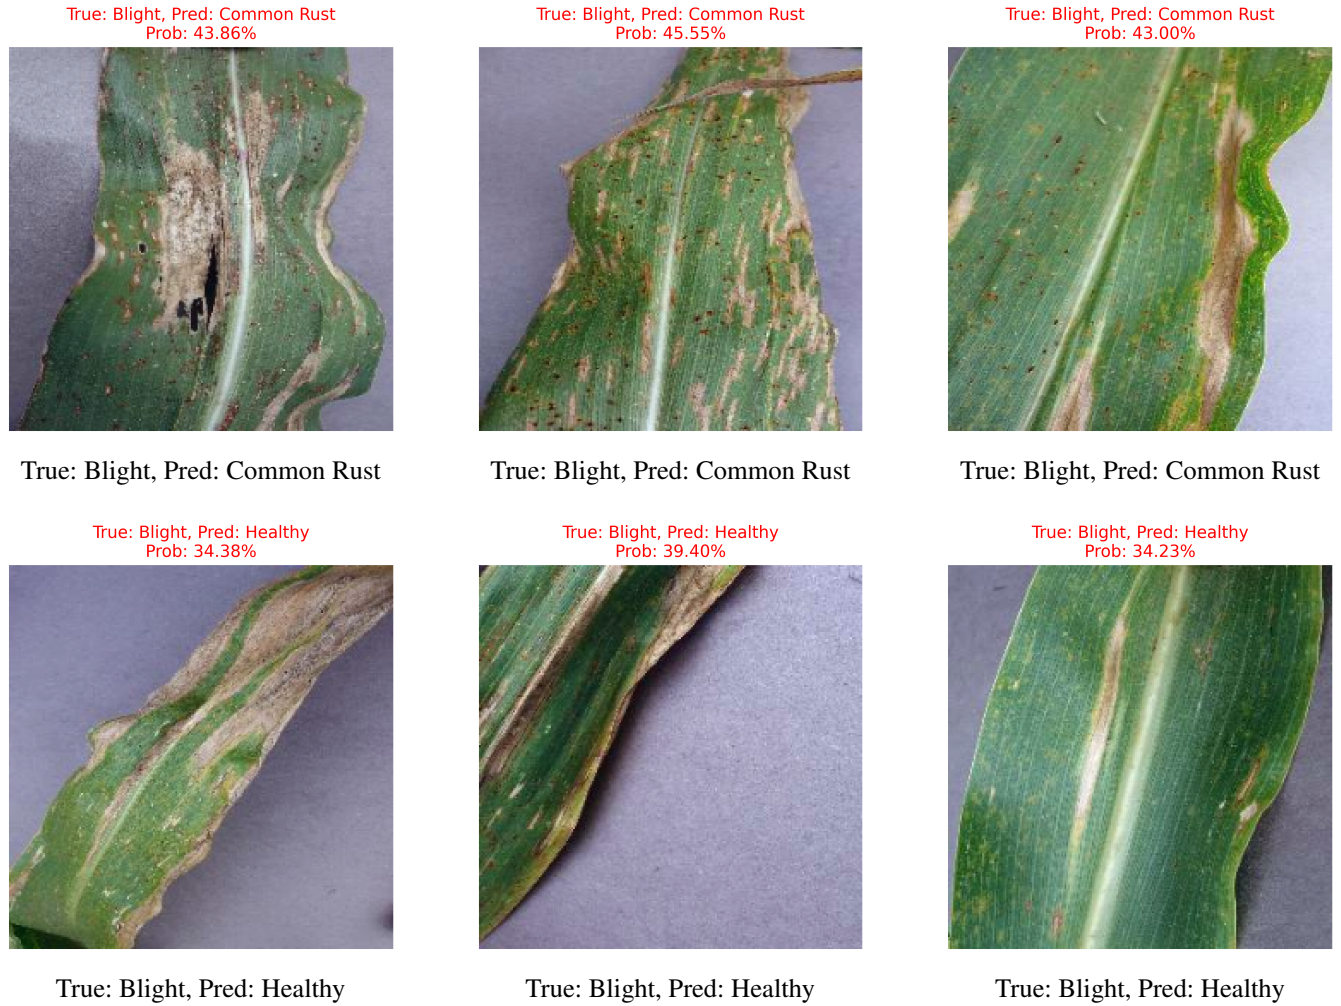 True: Blight, Pred: Common Rust
Prob: 43.86%
True: Blight, Pred: Common Rust
Prob: 45.55%
True: Blight, Pred: Common Rust
Prob: 43.00%
True: Blight, Pred: Common Rust
True: Blight, Pred: Common Rust
True: Blight, Pred: Common Rust
True: Blight, Pred: Healthy
Prob: 34.38%
True: Blight, Pred: Healthy
Prob: 39.40%
True: Blight, Pred: Healthy
Prob: 34.23%
True: Blight, Pred: Healthy
True: Blight, Pred: Healthy
True: Blight, Pred: Healthy